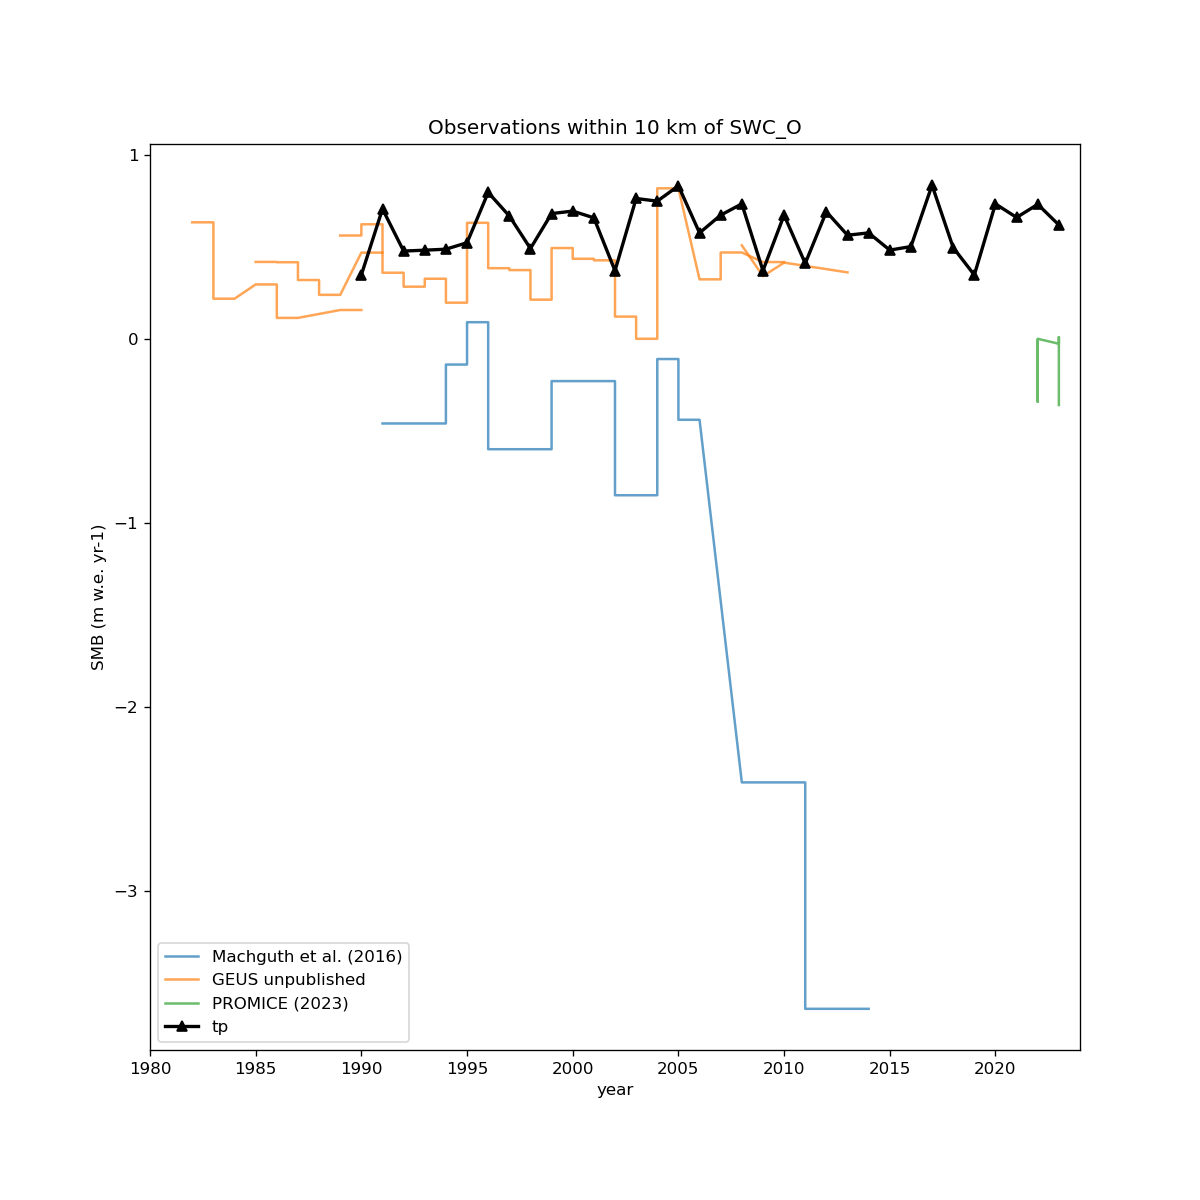 Observations within 10 km of SWC_O
1
0
−1
−2
−3
SMB (m w.e. yr-1)
Machguth et al. (2016)
GEUS unpublished
PROMICE (2023)
tp
1980 1985 1990 1995 2000 2005 2010 2015 2020
year